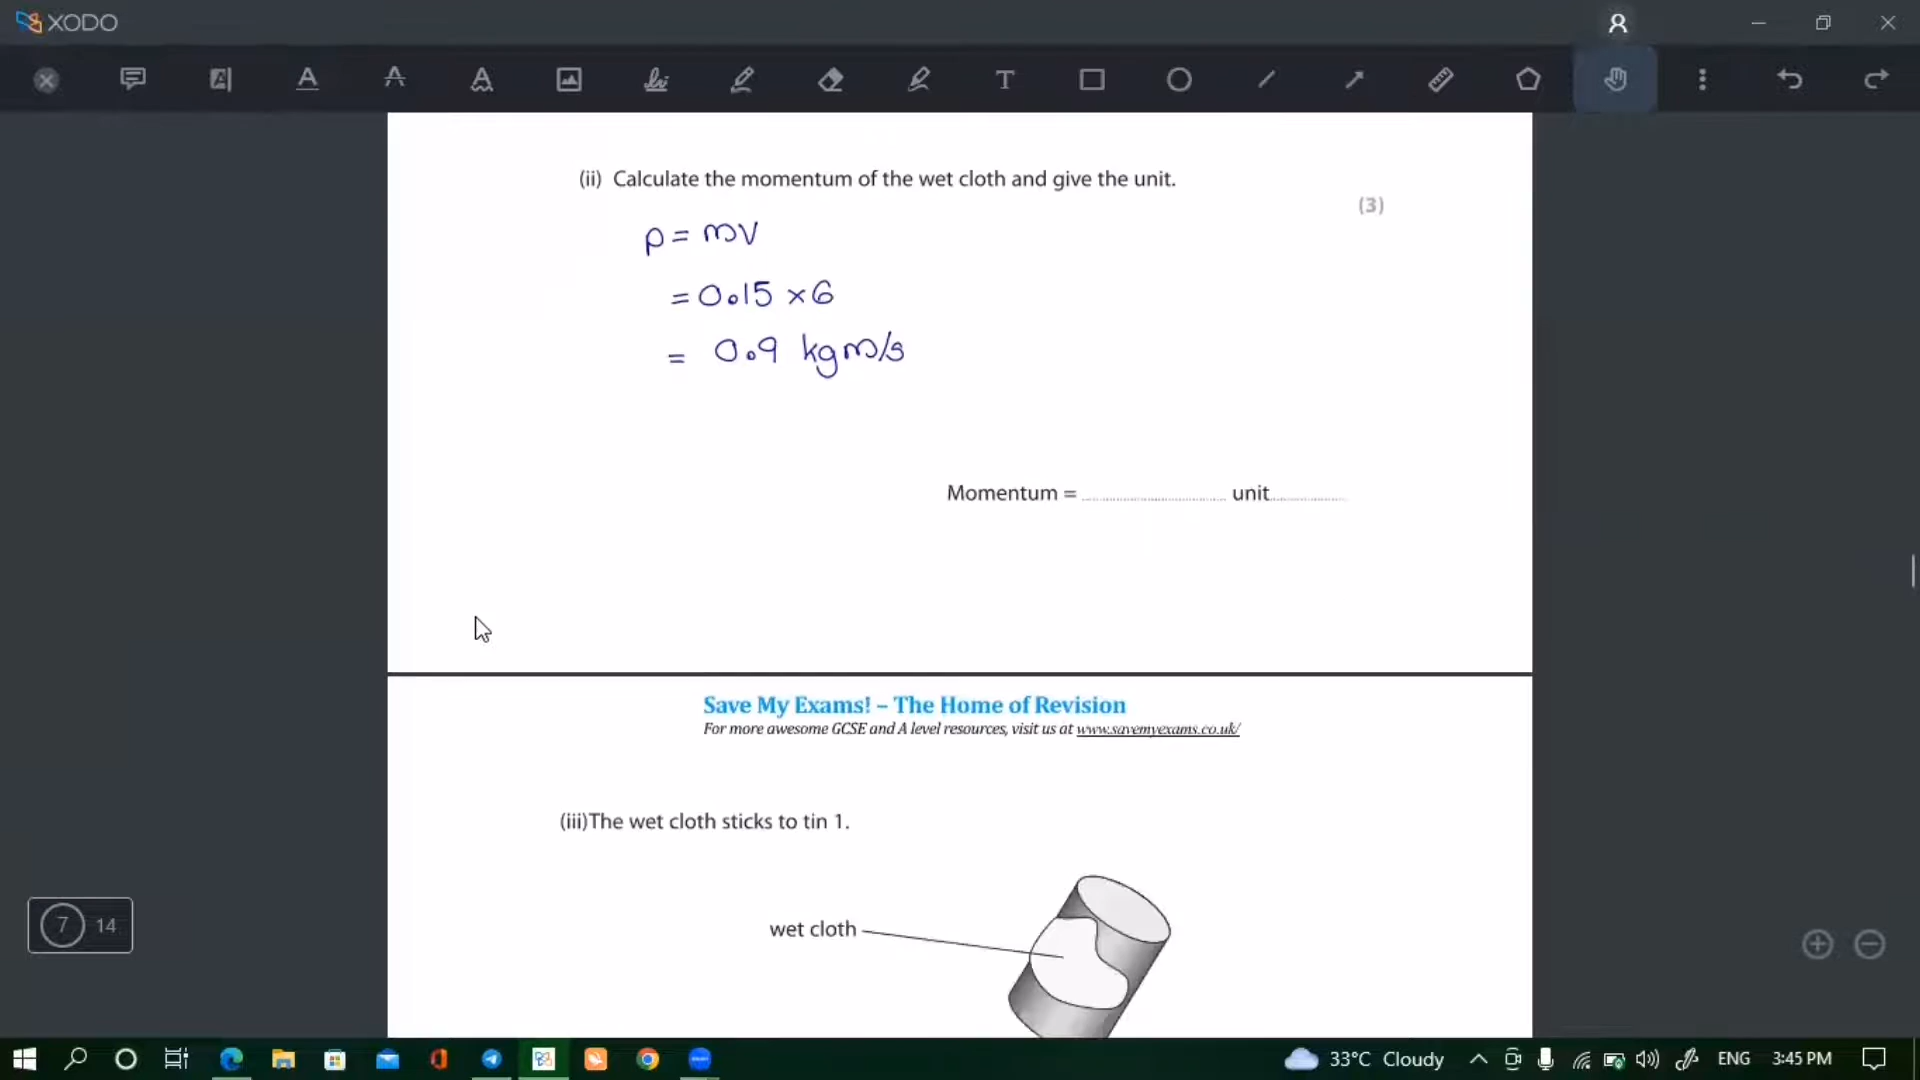 XODO
(ii) Calculate the momentum of the wet cloth and give the unit.
(3)
p = mv
= 0.15 × 6
= 0.9 kgm/s
Momentum = ........................ unit............
Save My Exams! – The Home of Revision
For more awesome GCSE and A level resources, visit us at www.savemyexams.co.uk/
(iii)The wet cloth sticks to tin 1.
wet cloth
7 14
33°C Cloudy ENG 3:45 PM